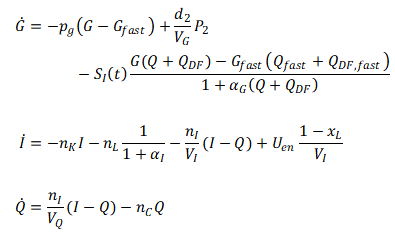 Ġ = −p_g(G − G_fast) + d_2/V_G P_2
− S_I(t) (G(Q + Q_DF) − G_fast(Q_fast + Q_DF,fast))/(1 + α_G(Q + Q_DF))
İ = −n_K I − n_L 1/(1 + α_I) − n_I/V_I (I − Q) + U_en (1 − x_L)/V_I
Q̇ = n_I/V_Q (I − Q) − n_C Q